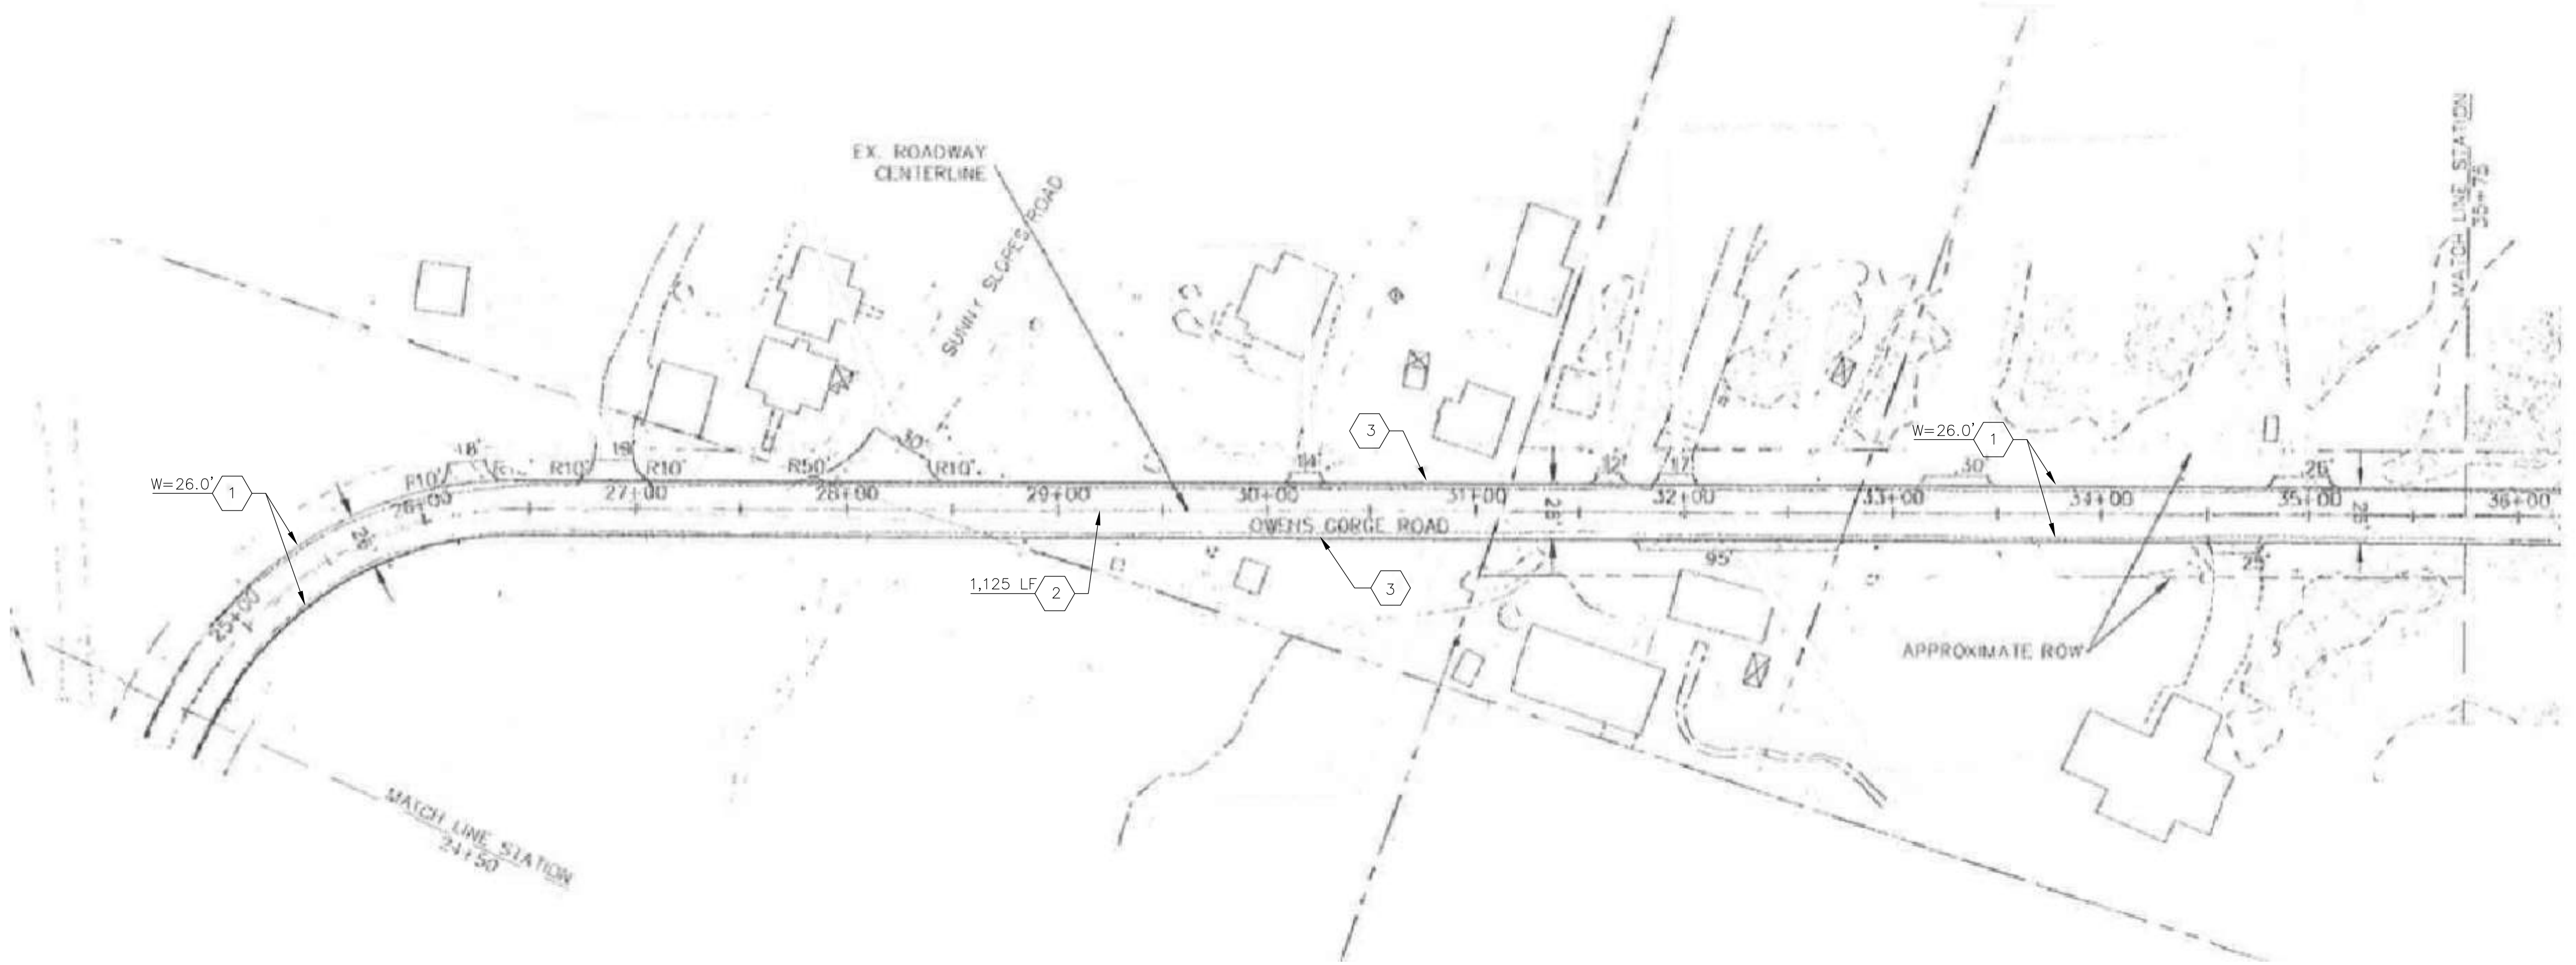 EX. ROADWAY
CENTERLINE
SUNNY SLOPES ROAD
MATCH LINE STATION
35+75
W=26.0'
1
R10'
18'
R10'
19'
R10'
R50'
30'
R10'
14'
3
12'
17'
W=26.0'
1
30'
26'
25+00
26+00
27+00
28+00
29+00
30+00
31+00
32+00
33+00
34+00
35+00
36+00
26'
OWENS GORGE ROAD
26'
26'
1,125 LF
2
3
95'
24'
APPROXIMATE ROW
MATCH LINE STATION
24+50